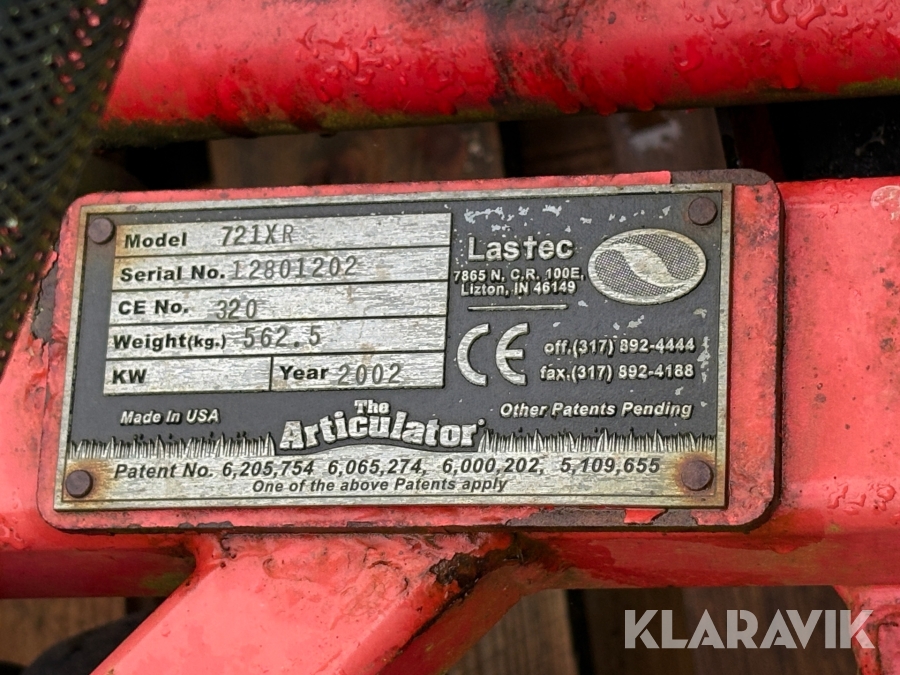 KLARAVIK
Model 721XR
Serial No. 12801202
CE No. 320
Weight(kg.) 562.5
KW
Year 2002
Lastec
7865 N. C.R. 100E,
Lizton, IN 46149
CE
off.(317) 892-4444
fax.(317) 892-4188
Made In USA
The
Articulator®
Other Patents Pending
Patent No. 6,205,754 6,065,274, 6,000,202, 5,109,655
One of the above Patents apply
KLARAVIK